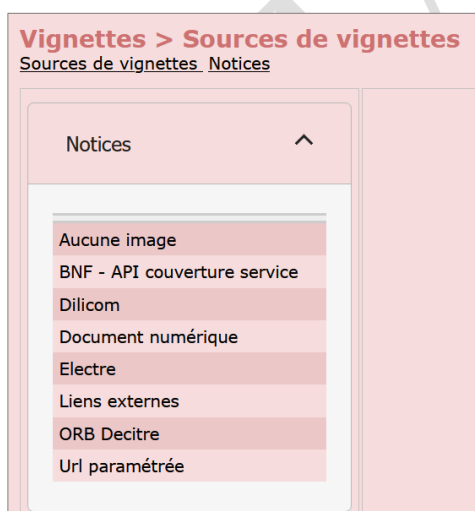 Vignettes > Sources de vignettes
Sources de vignettes Notices
Notices
Aucune image
BNF - API couverture service
Dilicom
Document numérique
Electre
Liens externes
ORB Decitre
Url paramétrée